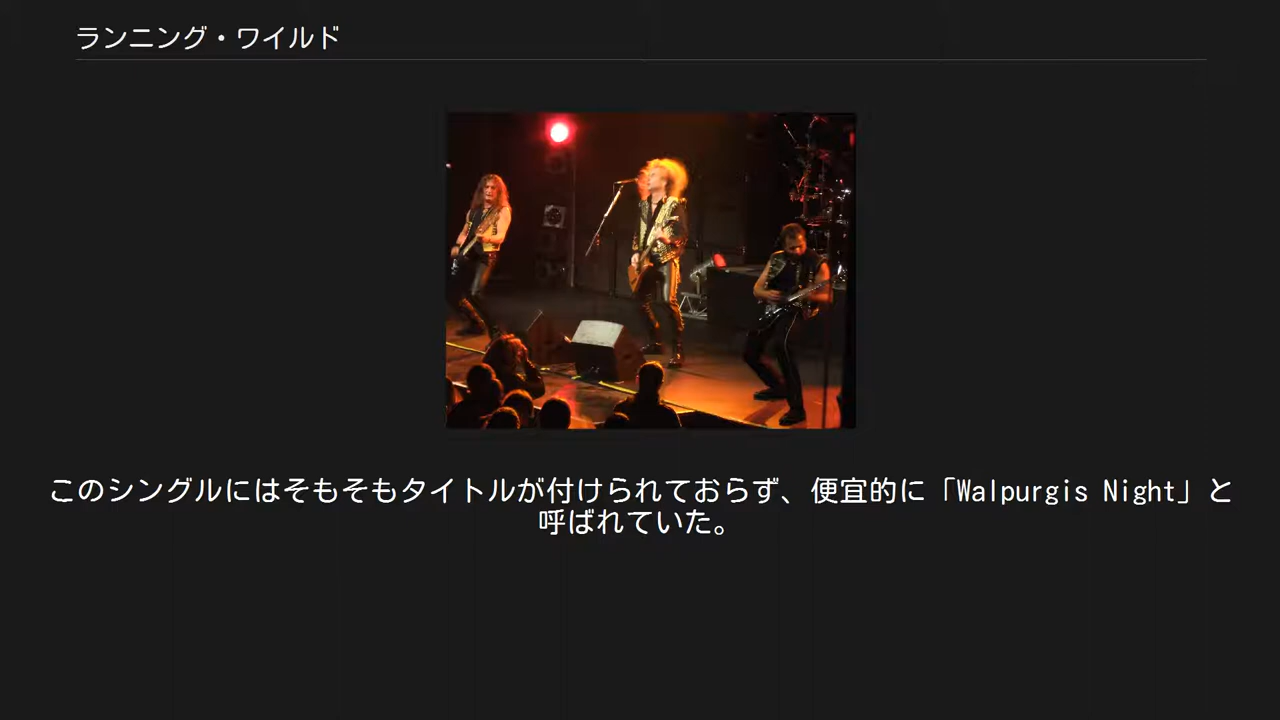 ランニング・ワイルド
このシングルにはそもそもタイトルが付けられておらず、便宜的に「Walpurgis Night」と
呼ばれていた。